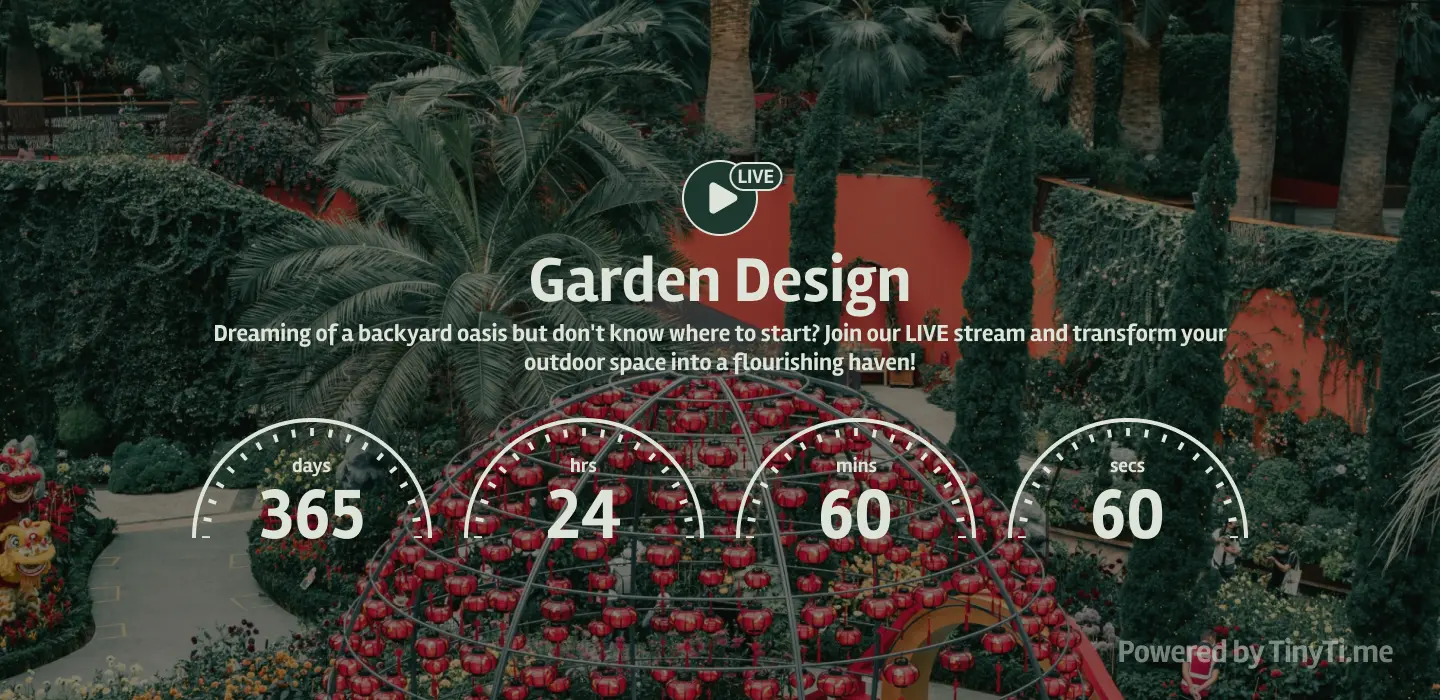 LIVE
Garden Design
Dreaming of a backyard oasis but don't know where to start? Join our LIVE stream and transform your
outdoor space into a flourishing haven!
days
365
hrs
24
mins
60
secs
60
Powered by TinyTi.me